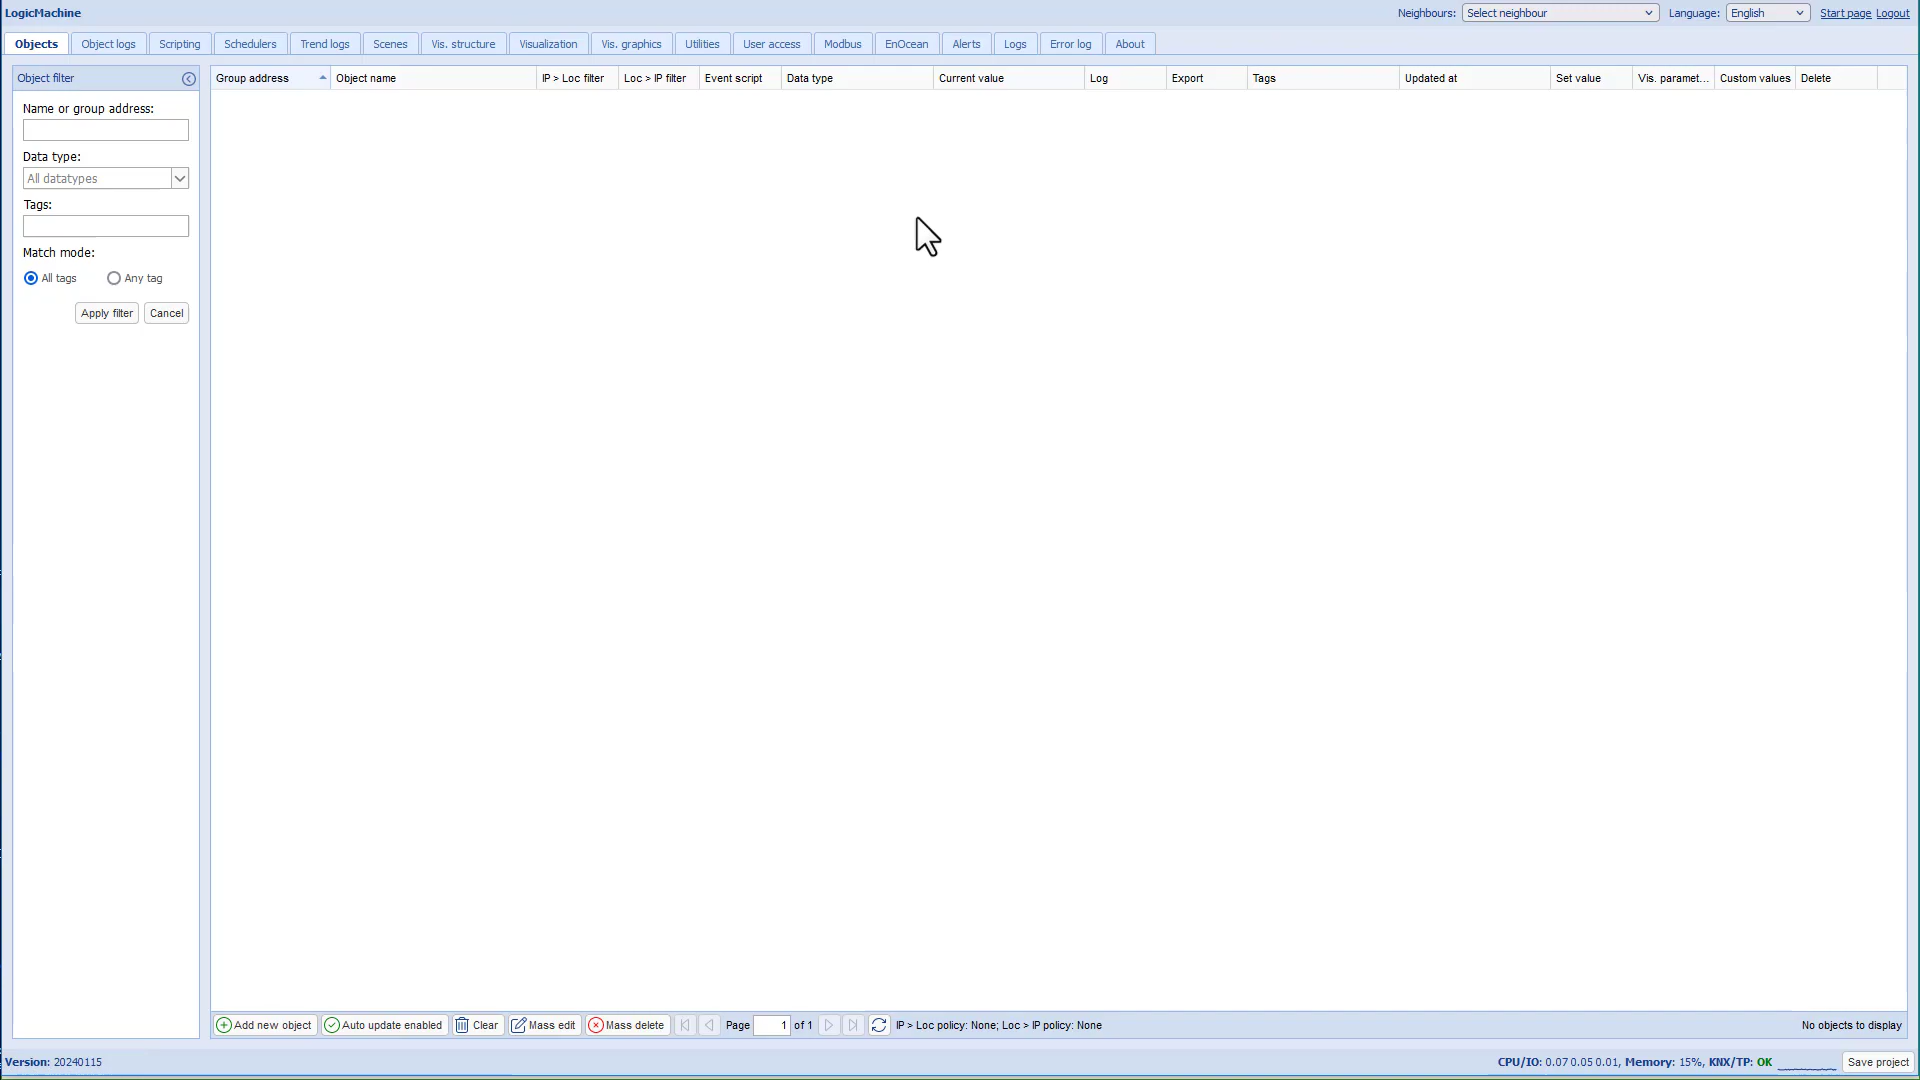 LogicMachine
Neighbours: Select neighbour Language: English Start page Logout
Objects Object logs Scripting Schedulers Trend logs Scenes Vis. structure Visualization Vis. graphics Utilities User access Modbus EnOcean Alerts Logs Error log About
Object filter
Name or group address:
Data type:
All datatypes
Tags:
Match mode:
All tags Any tag
Apply filter Cancel
Group address Object name IP > Loc filter Loc > IP filter Event script Data type Current value Log Export Tags Updated at Set value Vis. paramet... Custom values Delete
Add new object Auto update enabled Clear Mass edit Mass delete Page 1 of 1 IP > Loc policy: None; Loc > IP policy: None No objects to display
Version: 20240115
CPU/IO: 0.07 0.05 0.01, Memory: 15%, KNX/TP: OK Save project